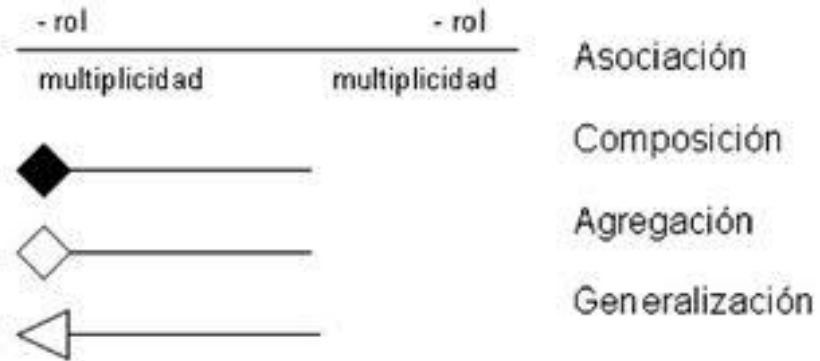 - rol - rol
multiplicidad multiplicidad
Asociación
Composición
Agregación
Generalización